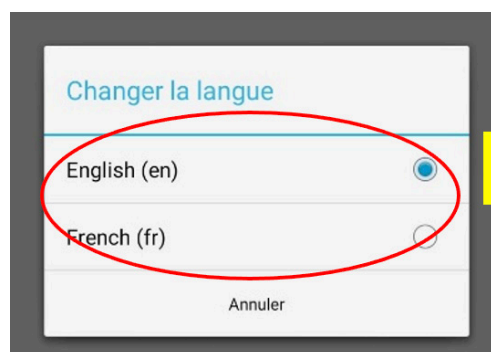 Changer la langue
English (en)
French (fr)
Annuler